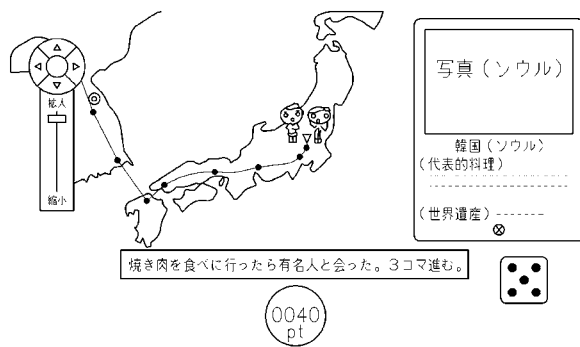 拡大
縮小
写真(ソウル)
韓国(ソウル)
(代表的料理)
(世界遺産)
焼き肉を食べに行ったら有名人と会った。3コマ進む。
0040
pt